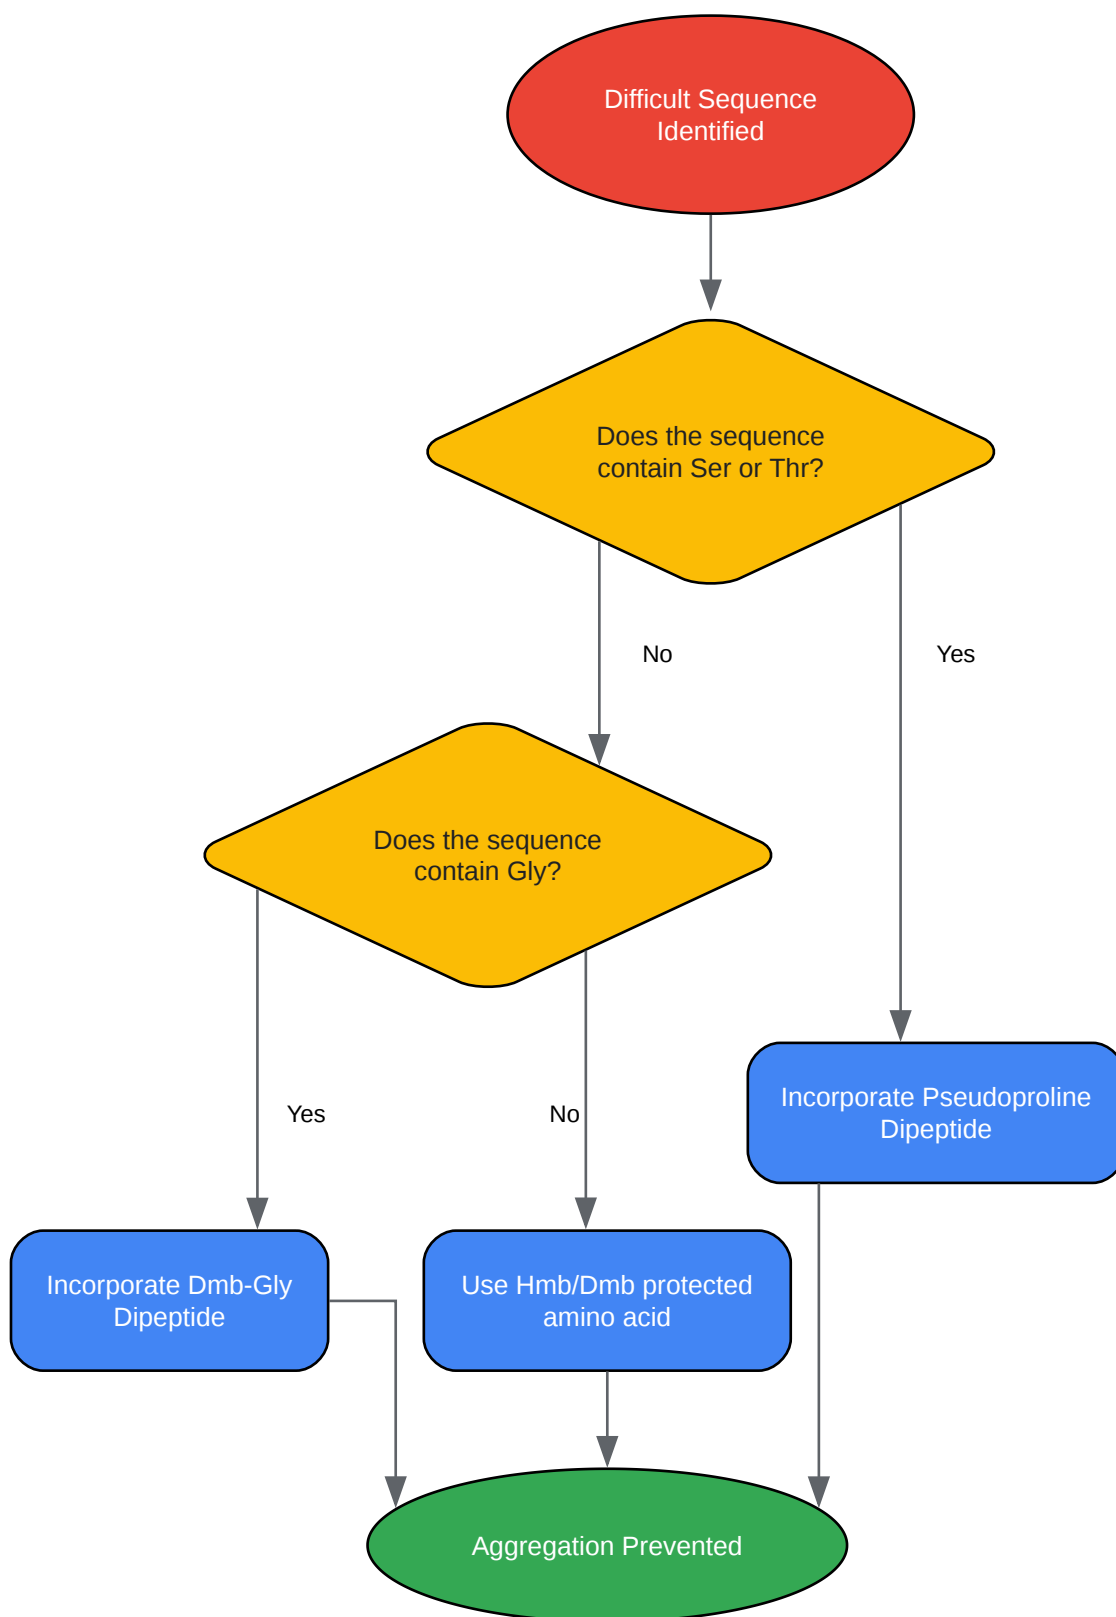 Difficult Sequence
Identified
Does the sequence
contain Ser or Thr?
No
Yes
Does the sequence
contain Gly?
Incorporate Pseudoproline
Dipeptide
Yes
No
Incorporate Dmb-Gly
Dipeptide
Use Hmb/Dmb protected
amino acid
Aggregation Prevented